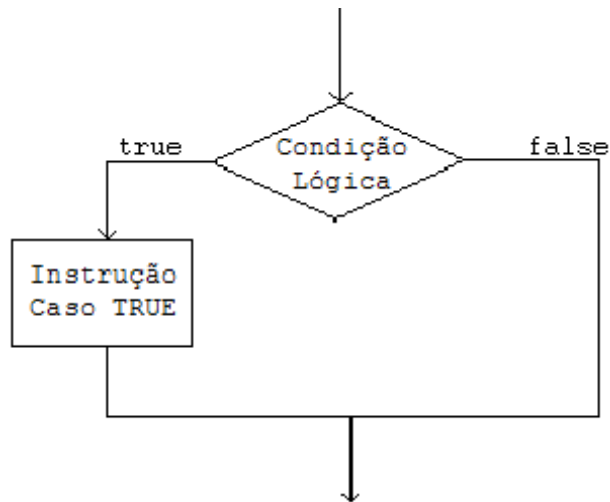 true
Condição
Lógica
false
Instrução
Caso TRUE